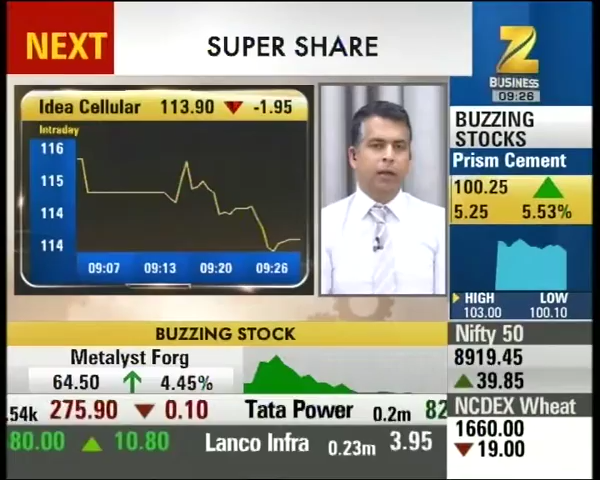 NEXT
SUPER SHARE
Z
BUSINESS
09:26
Idea Cellular 113.90 -1.95
Intraday
116
115
114
114
09:07 09:13 09:20 09:26
BUZZING
STOCKS
Prism Cement
100.25
5.25 5.53%
HIGH LOW
103.00 100.10
BUZZING STOCK
Metalyst Forg
64.50 4.45%
Nifty 50
8919.45
39.85
NCDEX Wheat
1660.00
19.00
.54k 275.90 0.10 Tata Power 0.2m 82
80.00 10.80 Lanco Infra 0.23m 3.95